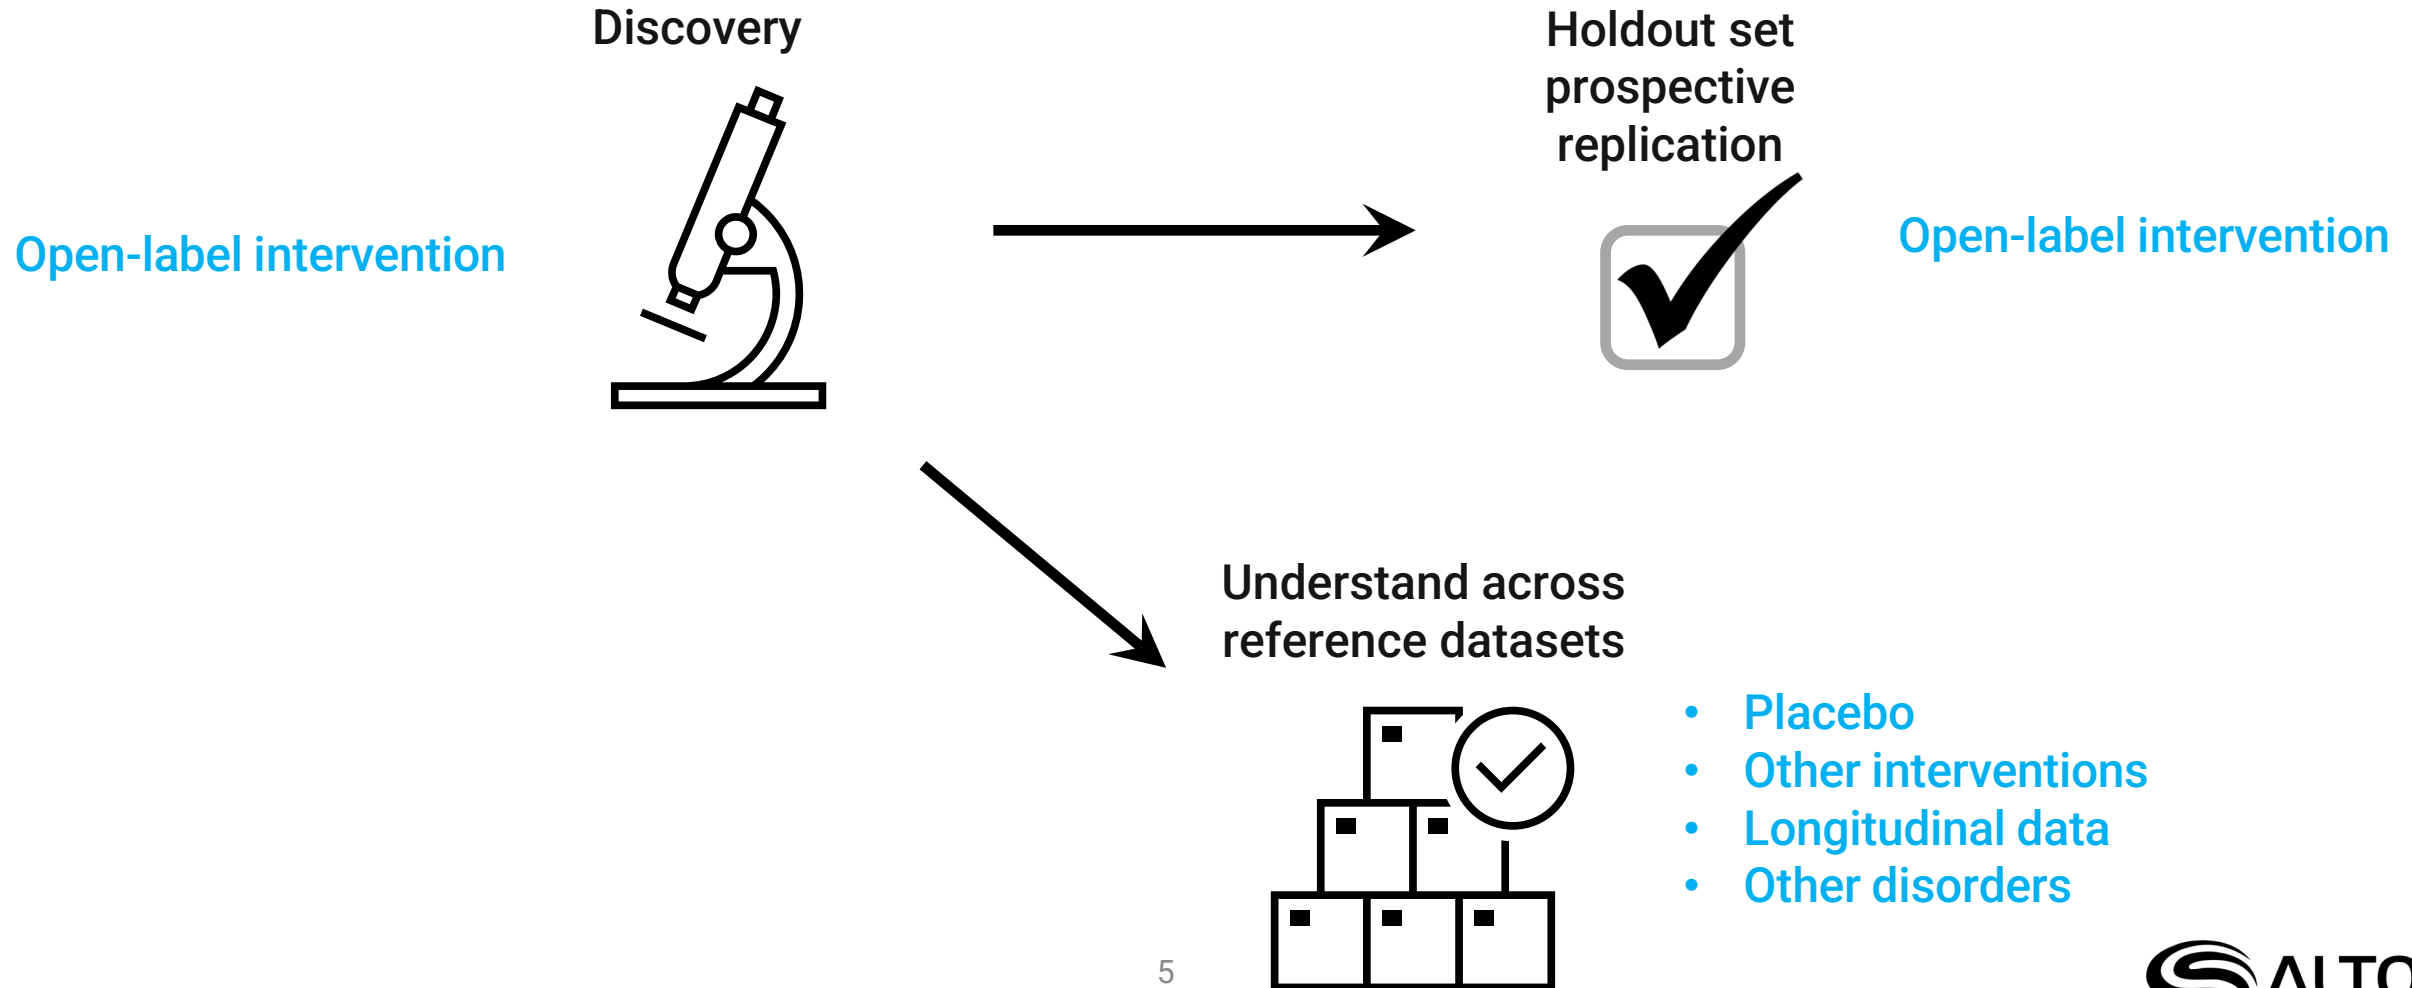 Discovery
Holdout set
prospective
replication
Open-label intervention
Open-label intervention
Understand across
reference datasets
• Placebo
• Other interventions
• Longitudinal data
• Other disorders
5
ALTO